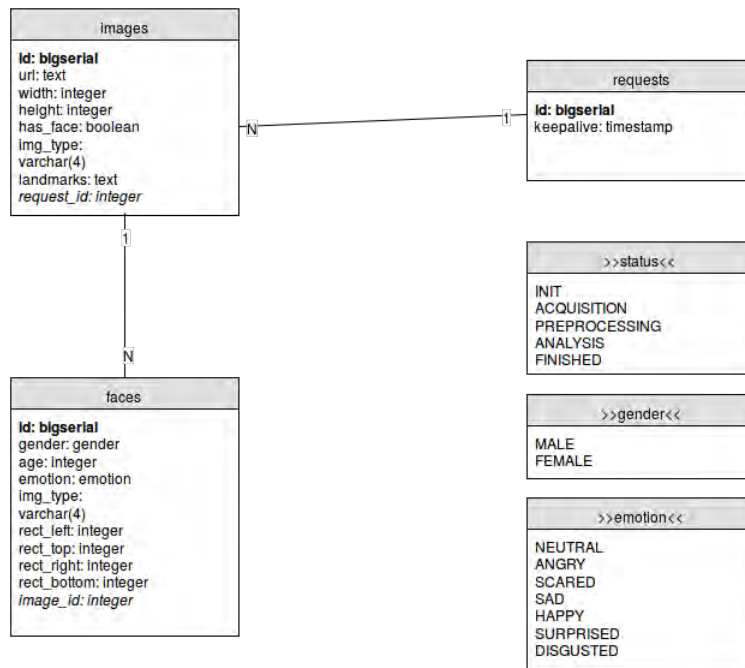 images
id: bigserial
url: text
width: integer
height: integer
has_face: boolean
img_type:
varchar(4)
landmarks: text
request_id: integer
N
1
requests
id: bigserial
keepalive: timestamp
1
N
faces
id: bigserial
gender: gender
age: integer
emotion: emotion
img_type:
varchar(4)
rect_left: integer
rect_top: integer
rect_right: integer
rect_bottom: integer
image_id: integer
>>status<<
INIT
ACQUISITION
PREPROCESSING
ANALYSIS
FINISHED
>>gender<<
MALE
FEMALE
>>emotion<<
NEUTRAL
ANGRY
SCARED
SAD
HAPPY
SURPRISED
DISGUSTED